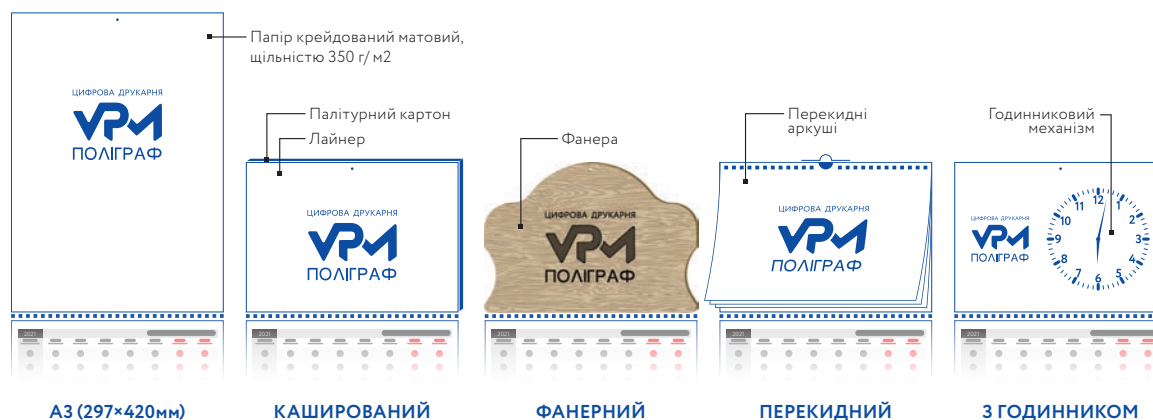 Папір крейдований матовий,
щільністю 350 г/м2
ЦИФРОВА ДРУКАРНЯ
VPM
ПОЛІГРАФ
2021
А3 (297×420мм)
Палітурний картон
Лайнер
ЦИФРОВА ДРУКАРНЯ
VPM
ПОЛІГРАФ
2021
КАШИРОВАНИЙ
Фанера
ЦИФРОВА ДРУКАРНЯ
VPM
ПОЛІГРАФ
2021
ФАНЕРНИЙ
Перекидні
аркуші
ЦИФРОВА ДРУКАРНЯ
VPM
ПОЛІГРАФ
2021
ПЕРЕКИДНИЙ
Годинниковий
механізм
ЦИФРОВА ДРУКАРНЯ
VPM
ПОЛІГРАФ
12
1
2
3
4
5
6
7
8
9
10
11
2021
З ГОДИННИКОМ